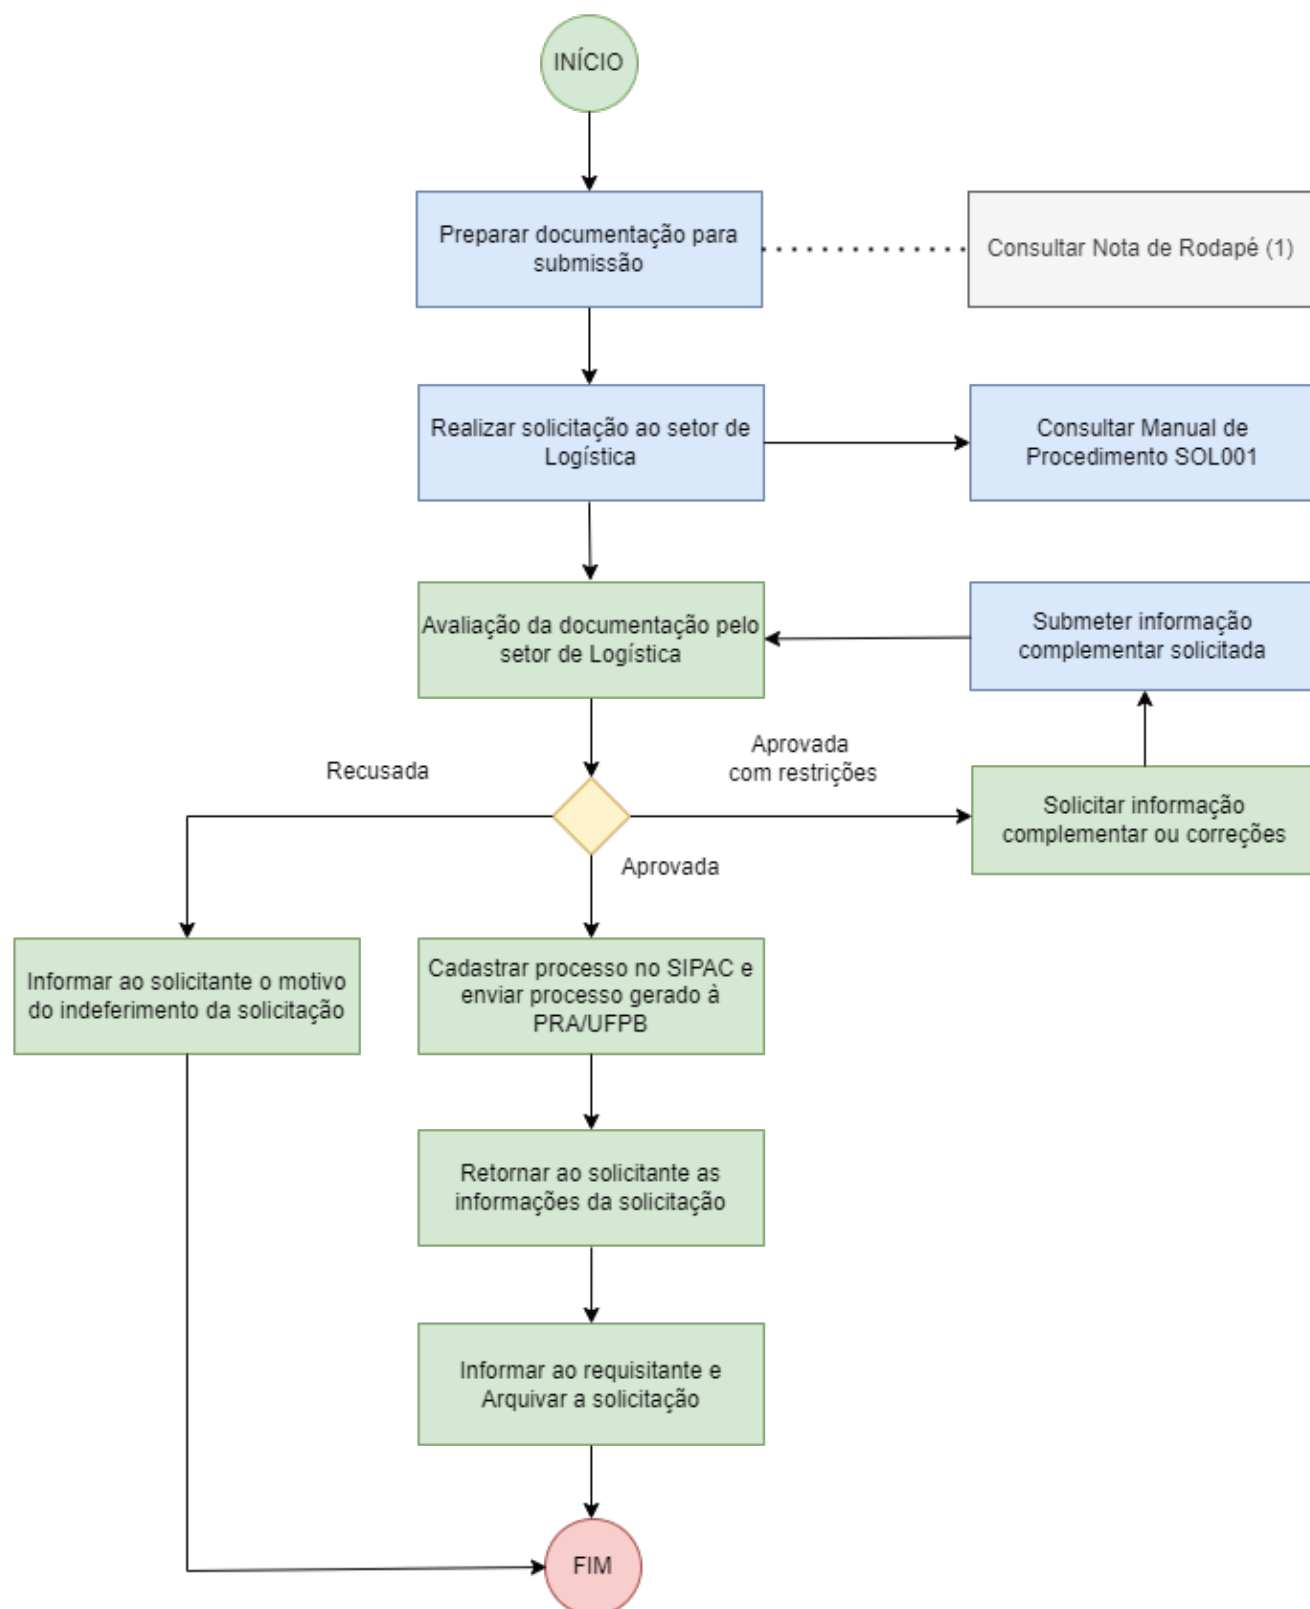 INÍCIO
Preparar documentação para
submissão
Consultar Nota de Rodapé (1)
Realizar solicitação ao setor de
Logística
Consultar Manual de
Procedimento SOL001
Avaliação da documentação pelo
setor de Logística
Submeter informação
complementar solicitada
Recusada
Aprovada
com restrições
Solicitar informação
complementar ou correções
Aprovada
Informar ao solicitante o motivo
do indeferimento da solicitação
Cadastrar processo no SIPAC e
enviar processo gerado à
PRA/UFPB
Retornar ao solicitante as
informações da solicitação
Informar ao requisitante e
Arquivar a solicitação
FIM